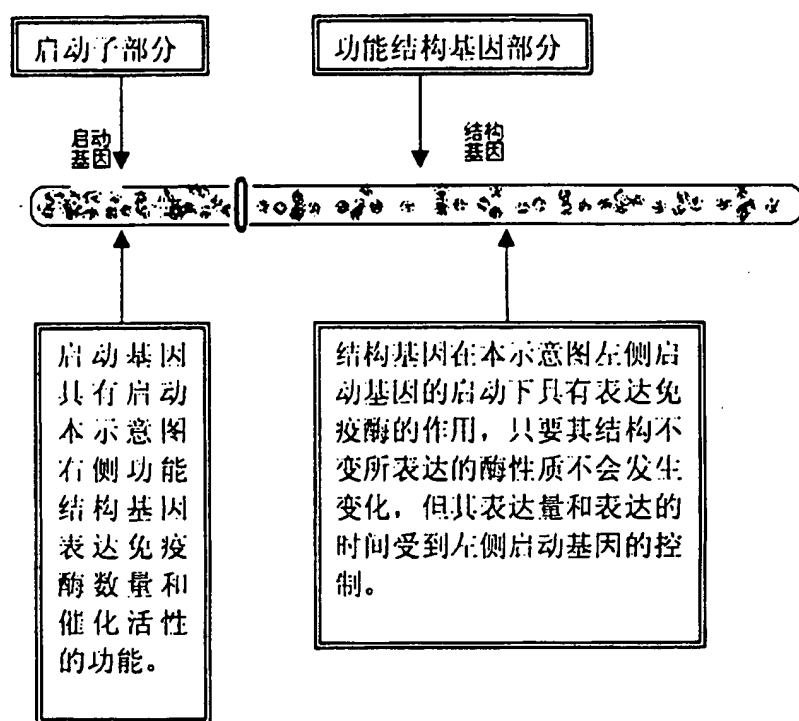 启动子部分
功能结构基因部分
启动
基因
结构
基因
启动基因
具有启动
本示意图
右侧功能
结构基因
表达免疫
酶数量和
催化活性
的功能。
结构基因在本示意图左侧启
动基因的启动下具有表达免
疫酶的作用，只要其结构不
变所表达的酶性质不会发生
变化，但其表达量和表达的
时间受到左侧启动基因的控
制。